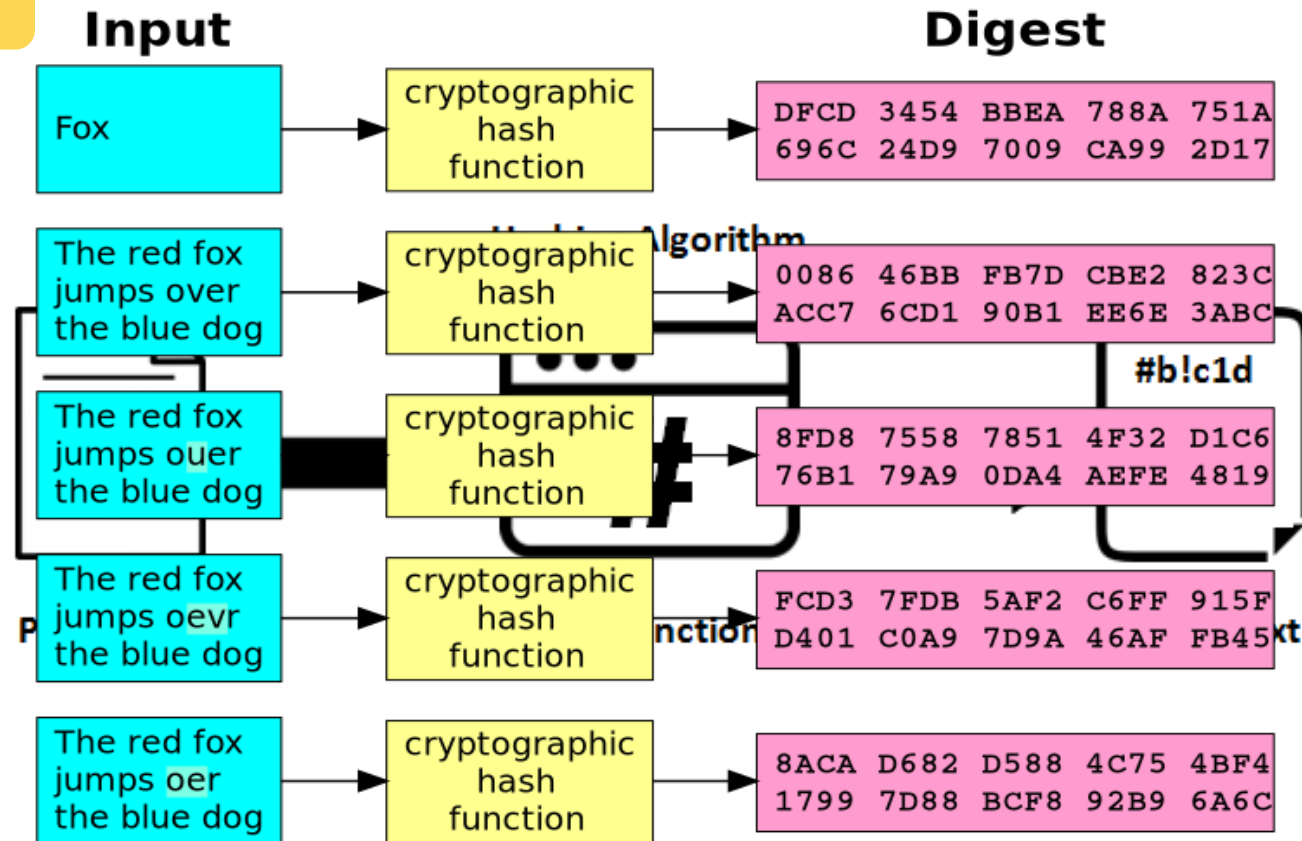 Input
Digest
Fox
cryptographic
hash
function
DFCD 3454 BBEA 788A 751A
696C 24D9 7009 CA99 2D17
Algorithm
The red fox
jumps over
the blue dog
cryptographic
hash
function
0086 46BB FB7D CBE2 823C
ACC7 6CD1 90B1 EE6E 3ABC
#b!c1d
The red fox
jumps ouer
the blue dog
cryptographic
hash
function
#
8FD8 7558 7851 4F32 D1C6
76B1 79A9 0DA4 AEFE 4819
The red fox
jumps oevr
the blue dog
cryptographic
hash
function
FCD3 7FDB 5AF2 C6FF 915F
D401 C0A9 7D9A 46AF FB45
The red fox
jumps oer
the blue dog
cryptographic
hash
function
8ACA D682 D588 4C75 4BF4
1799 7D88 BCF8 92B9 6A6C